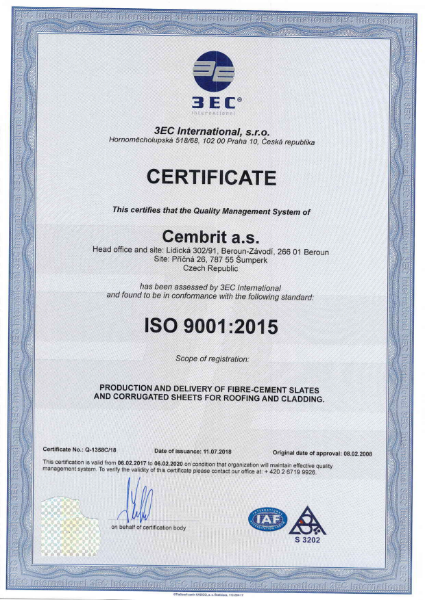 3EC®
International
3EC International, s.r.o.
Hornoměcholupská 518/68, 102 00 Praha 10, Česká republika
CERTIFICATE
This certifies that the Quality Management System of
Cembrit a.s.
Head office and site: Lidická 302/91, Beroun-Závodí, 266 01 Beroun
Site: Příčná 26, 787 55 Šumperk
Czech Republic
has been assessed by 3EC International
and found to be in conformance with the following standard:
ISO 9001:2015
Scope of registration:
PRODUCTION AND DELIVERY OF FIBRE-CEMENT SLATES
AND CORRUGATED SHEETS FOR ROOFING AND CLADDING.
Certificate No.: Q-1358C/18 Date of issuance: 11.07.2018 Original date of approval: 08.02.2006
This certification is valid from 06.02.2017 to 06.02.2020 on condition that organization will maintain effective quality
management system. To verify the validity of this certificate please contact our office at: + 420 2 6719 9926.
on behalf of certification body
IAF
S 3202